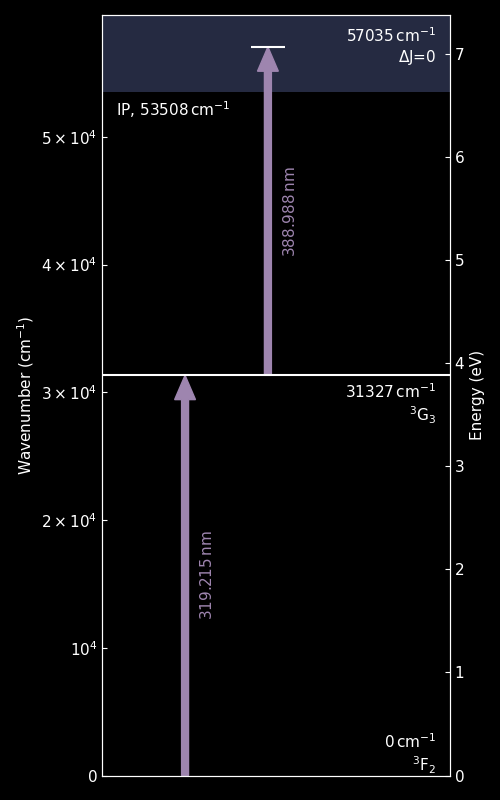 57035 cm⁻¹
ΔJ=0
IP, 53508 cm⁻¹
388.988 nm
31327 cm⁻¹
³G₃
319.215 nm
0 cm⁻¹
³F₂
Wavenumber (cm⁻¹)
5 × 10⁴
4 × 10⁴
3 × 10⁴
2 × 10⁴
10⁴
0
Energy (eV)
7
6
5
4
3
2
1
0